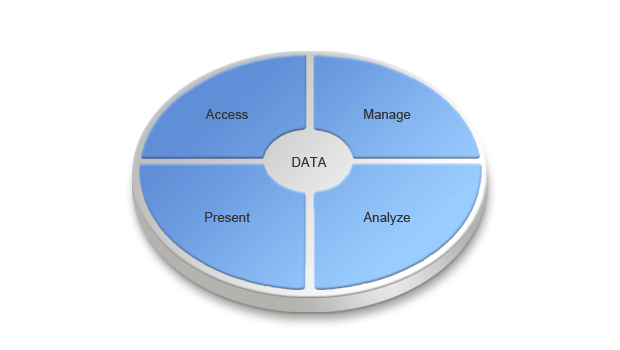 Access
Manage
DATA
Present
Analyze